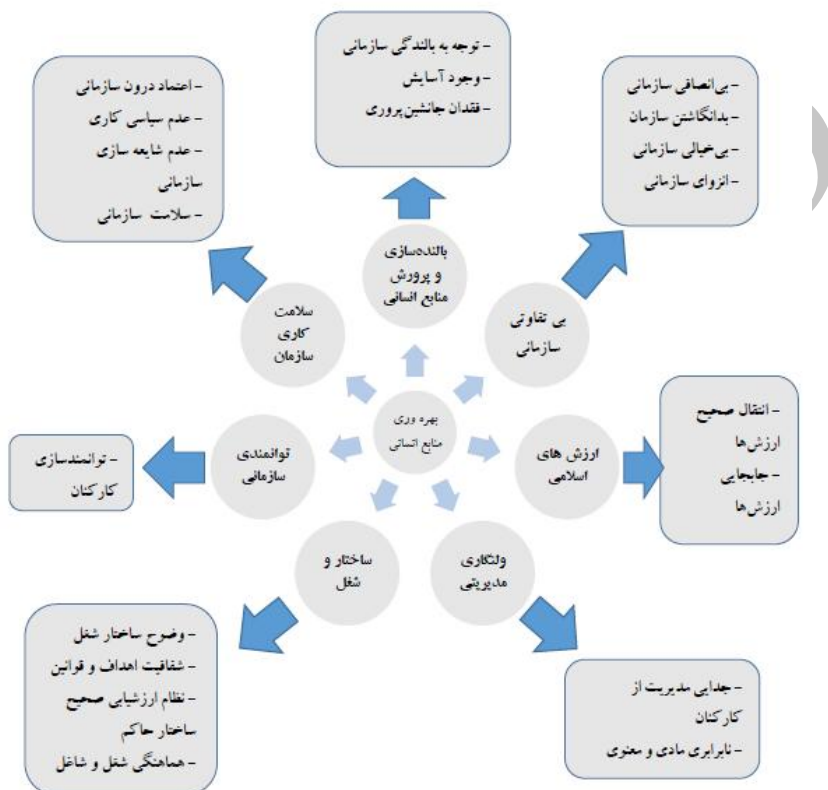 - توجه به بالندگی سازمانی
- وجود آسایش
- فقدان جانشین‌پروری
- بی‌انصافی سازمانی
- بدانگاشتن سازمان
- بی‌خیالی سازمانی
- انزوای سازمانی
- اعتماد درون سازمانی
- عدم سیاسی کاری
- عدم شایعه سازی
سازمانی
- سلامت سازمانی
بالنده‌سازی
و پرورش
منابع انسانی
بی تفاوتی
سازمانی
سلامت
کاری
سازمان
بهره وری
منابع انسانی
ارزش های
اسلامی
- انتقال صحیح
ارزش‌ها
- جابجایی
ارزش‌ها
توانمندی
سازمانی
- توانمندسازی
کارکنان
ولنگاری
مدیریتی
ساختار و
شغل
- وضوح ساختار شغل
- شفافیت اهداف و قوانین
- نظام ارزشیابی صحیح
ساختار حاکم
- هماهنگی شغل و شاغل
- جدایی مدیریت از
کارکنان
- نابرابری مادی و معنوی